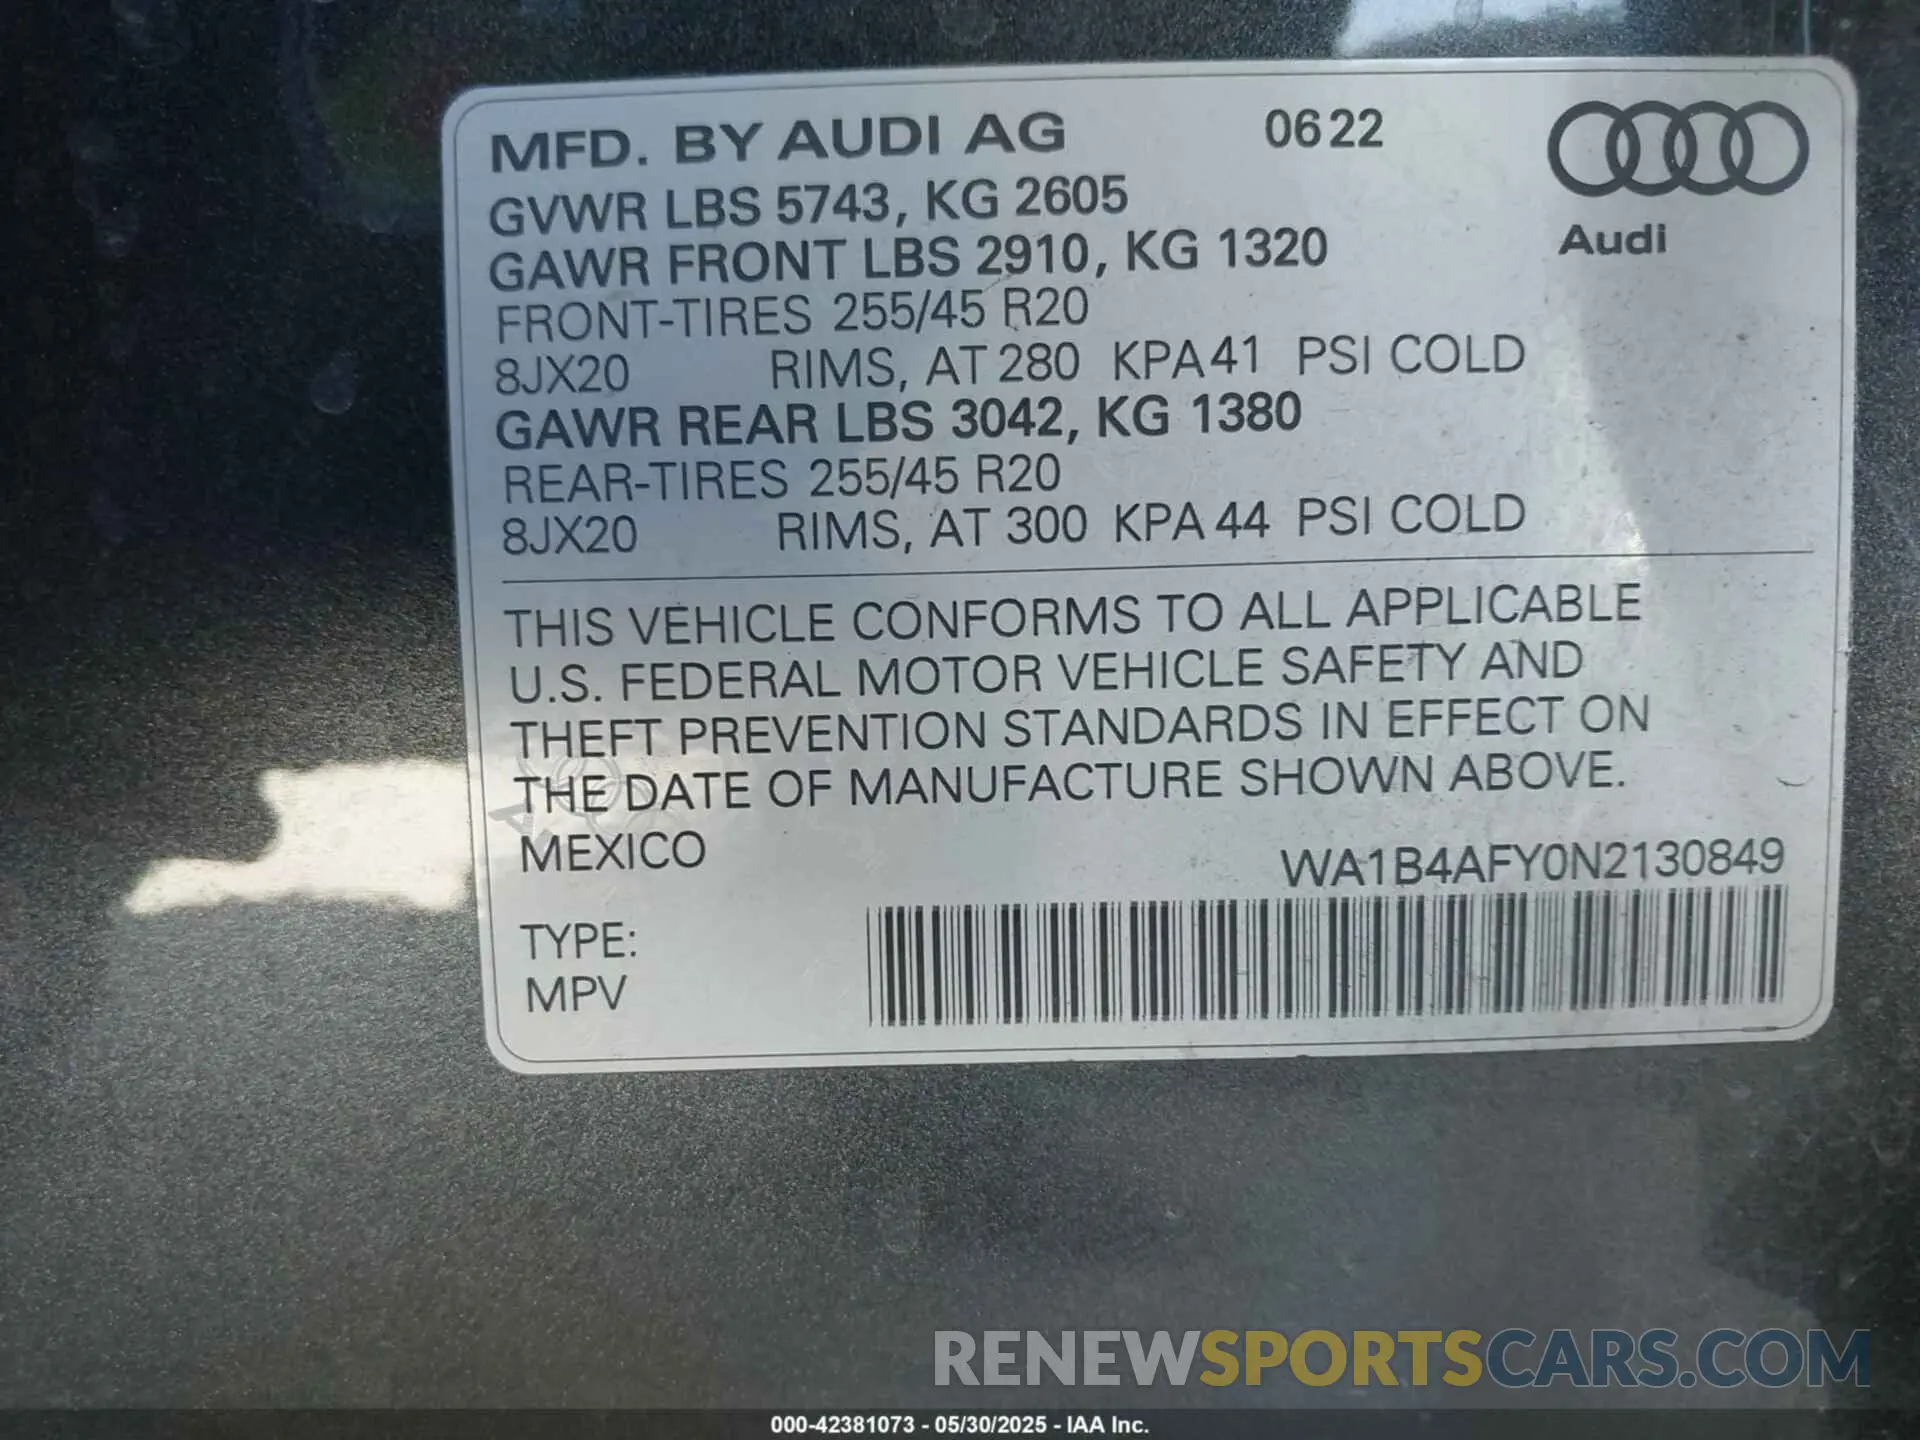 MFD. BY AUDI AG 0622
GVWR LBS 5743, KG 2605
GAWR FRONT LBS 2910, KG 1320
Audi
FRONT-TIRES 255/45 R20
8JX20 RIMS, AT 280 KPA 41 PSI COLD
GAWR REAR LBS 3042, KG 1380
REAR-TIRES 255/45 R20
8JX20 RIMS, AT 300 KPA 44 PSI COLD
THIS VEHICLE CONFORMS TO ALL APPLICABLE
U.S. FEDERAL MOTOR VEHICLE SAFETY AND
THEFT PREVENTION STANDARDS IN EFFECT ON
THE DATE OF MANUFACTURE SHOWN ABOVE.
MEXICO
WA1B4AFY0N2130849
TYPE:
MPV
RENEWSPORTSCARS.COM
000-42381073 - 05/30/2025 - IAA Inc.